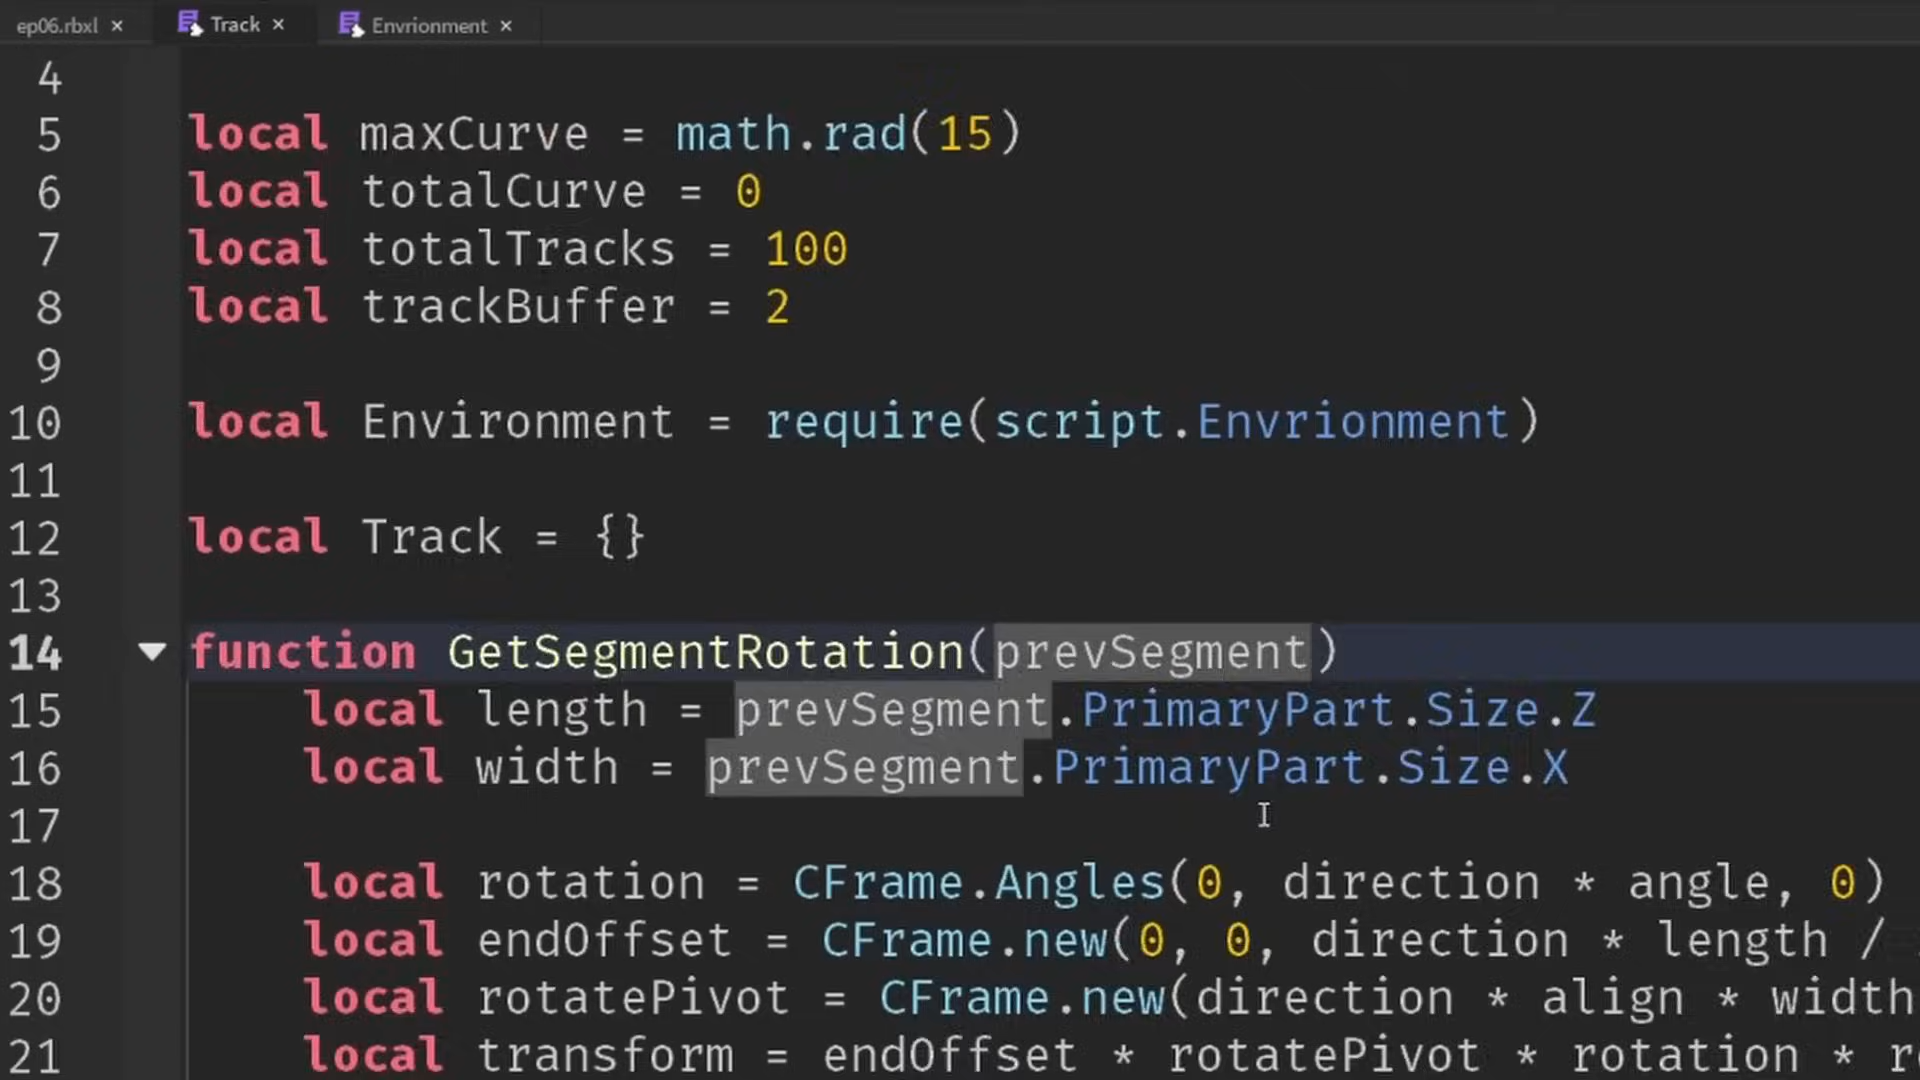 ep06.rbxl × Track × Envrionment ×
4
5 local maxCurve = math.rad(15)
6 local totalCurve = 0
7 local totalTracks = 100
8 local trackBuffer = 2
9
10 local Environment = require(script.Envrionment)
11
12 local Track = {}
13
14 function GetSegmentRotation(prevSegment)
15 local length = prevSegment.PrimaryPart.Size.Z
16 local width = prevSegment.PrimaryPart.Size.X
17
18 local rotation = CFrame.Angles(0, direction * angle, 0)
19 local endOffset = CFrame.new(0, 0, direction * length /
20 local rotatePivot = CFrame.new(direction * align * width
21 local transform = endOffset * rotatePivot * rotation *